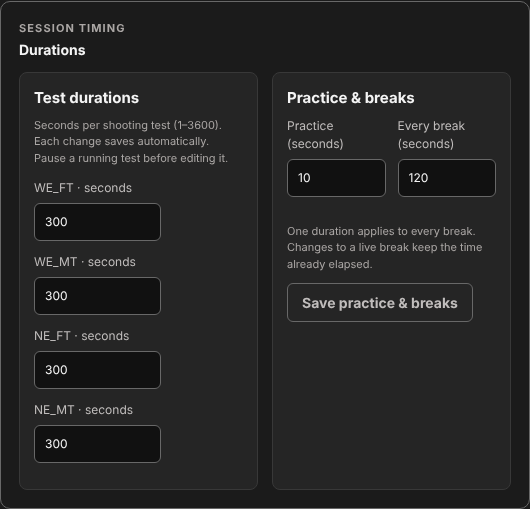 SESSION TIMING
Durations
Test durations
Seconds per shooting test (1–3600).
Each change saves automatically.
Pause a running test before editing it.
WE_FT · seconds
300
WE_MT · seconds
300
NE_FT · seconds
300
NE_MT · seconds
300
Practice & breaks
Practice
(seconds)
10
Every break
(seconds)
120
One duration applies to every break.
Changes to a live break keep the time
already elapsed.
Save practice & breaks